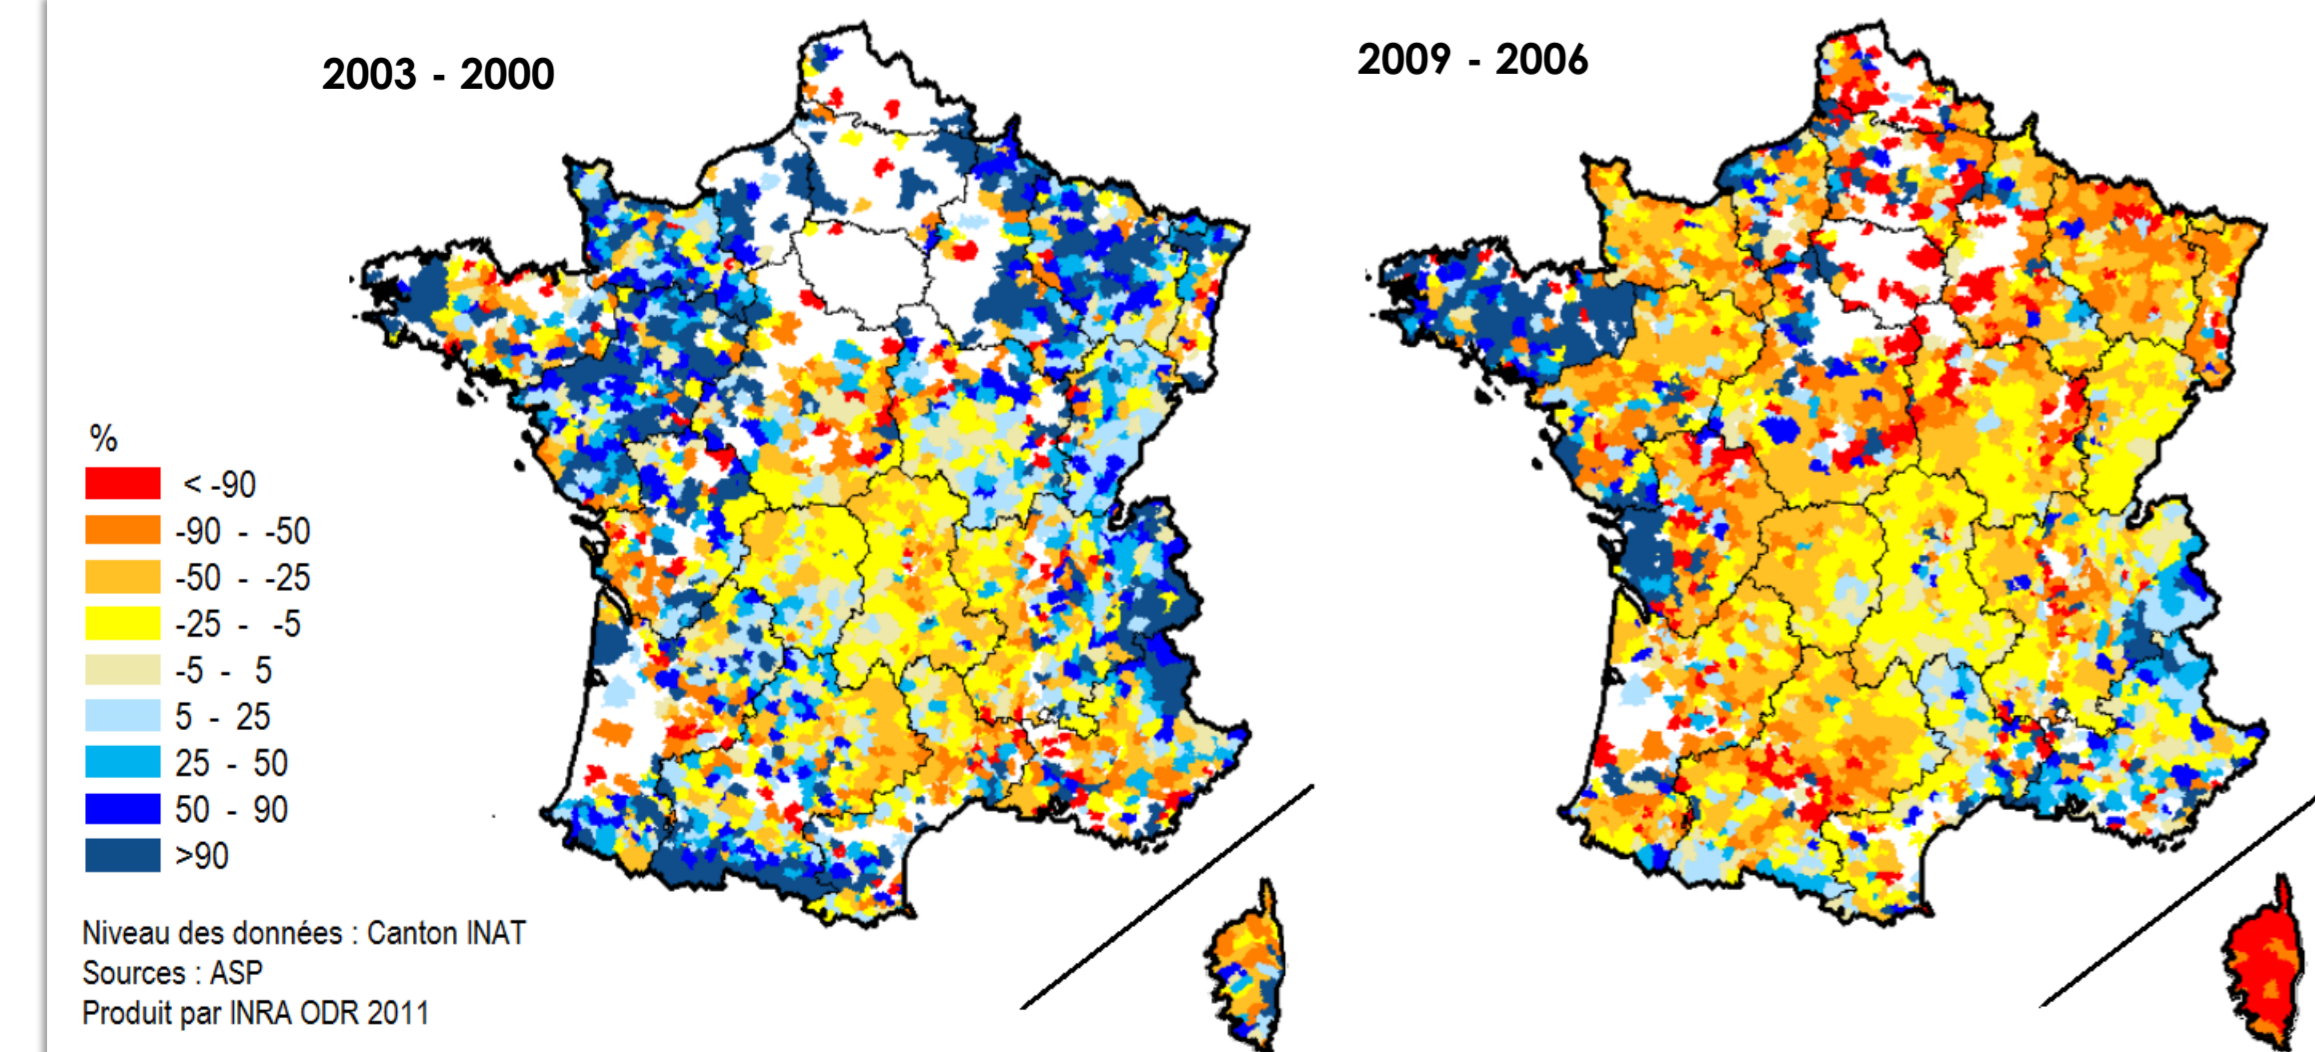 2003 - 2000
2009 - 2006
%
< -90
-90 - -50
-50 - -25
-25 - -5
-5 - 5
5 - 25
25 - 50
50 - 90
>90
Niveau des données : Canton INAT
Sources : ASP
Produit par INRA ODR 2011